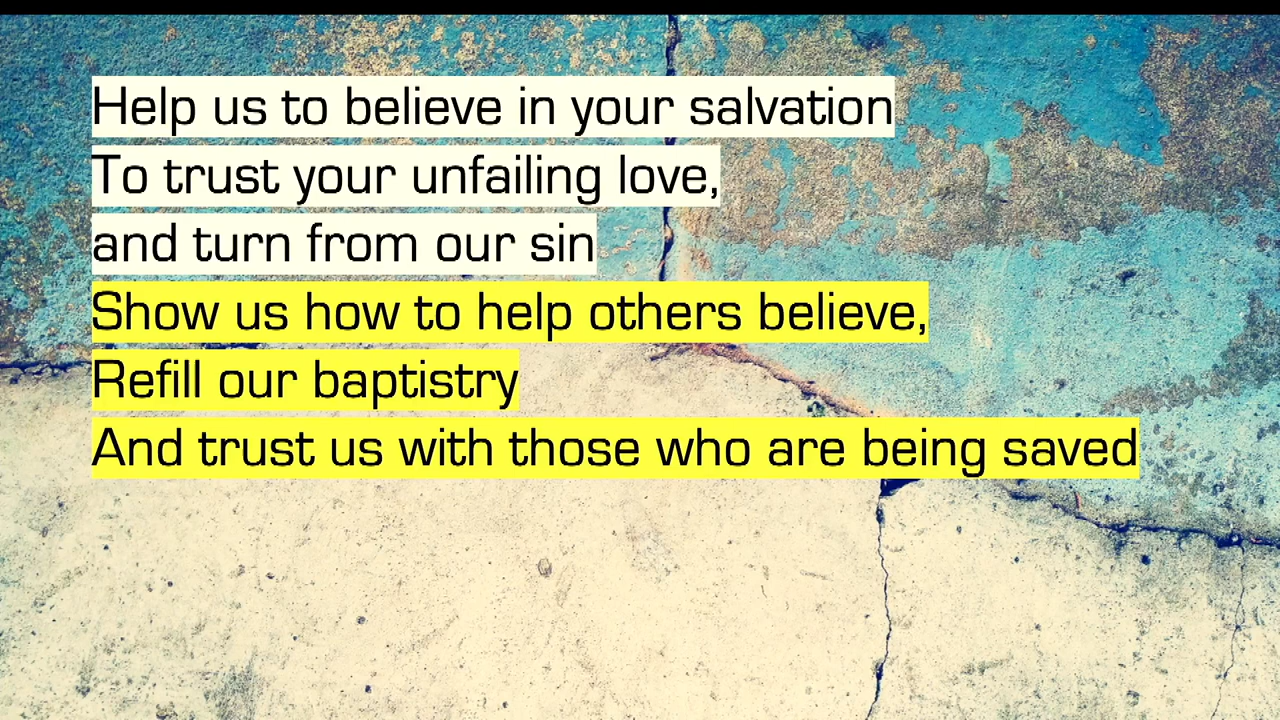 Help us to believe in your salvation
To trust your unfailing love,
and turn from our sin
Show us how to help others believe,
Refill our baptistry
And trust us with those who are being saved